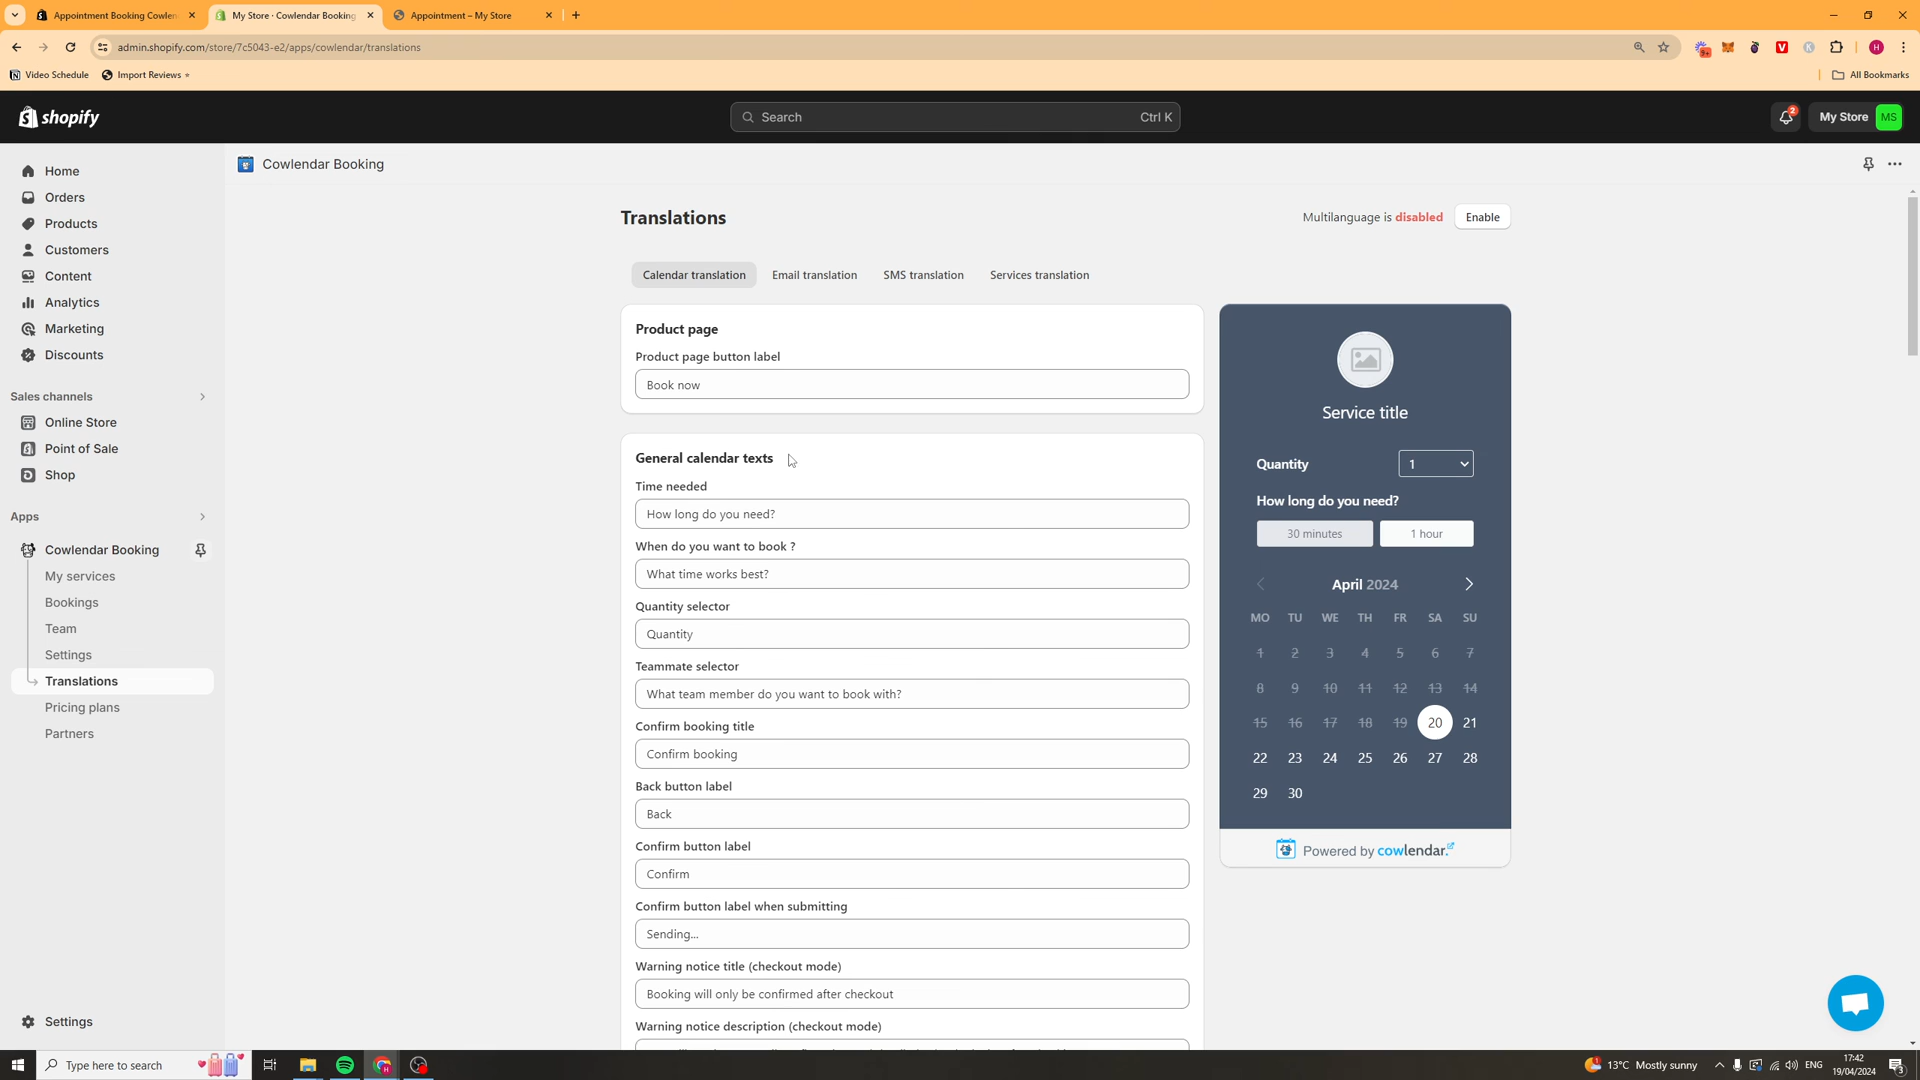 Appointment Booking Cowlen
My Store · Cowlendar Booking
Appointment – My Store
admin.shopify.com/store/7c5043-e2/apps/cowlendar/translations
Video Schedule
Import Reviews
All Bookmarks
shopify
Search
Ctrl K
2
My Store
MS
Home
Orders
Products
Customers
Content
Analytics
Marketing
Discounts
Sales channels
Online Store
Point of Sale
Shop
Apps
Cowlendar Booking
My services
Bookings
Team
Settings
Translations
Pricing plans
Partners
Settings
Cowlendar Booking
Translations
Multilanguage is disabled
Enable
Calendar translation
Email translation
SMS translation
Services translation
Product page
Product page button label
Book now
General calendar texts
Time needed
How long do you need?
When do you want to book ?
What time works best?
Quantity selector
Quantity
Teammate selector
What team member do you want to book with?
Confirm booking title
Confirm booking
Back button label
Back
Confirm button label
Confirm
Confirm button label when submitting
Sending...
Warning notice title (checkout mode)
Booking will only be confirmed after checkout
Warning notice description (checkout mode)
Service title
Quantity
1
How long do you need?
30 minutes
1 hour
April 2024
MO TU WE TH FR SA SU
1 2 3 4 5 6 7
8 9 10 11 12 13 14
15 16 17 18 19 20 21
22 23 24 25 26 27 28
29 30
Powered by cowlendar.
Type here to search
13°C Mostly sunny
ENG
17:42
19/04/2024